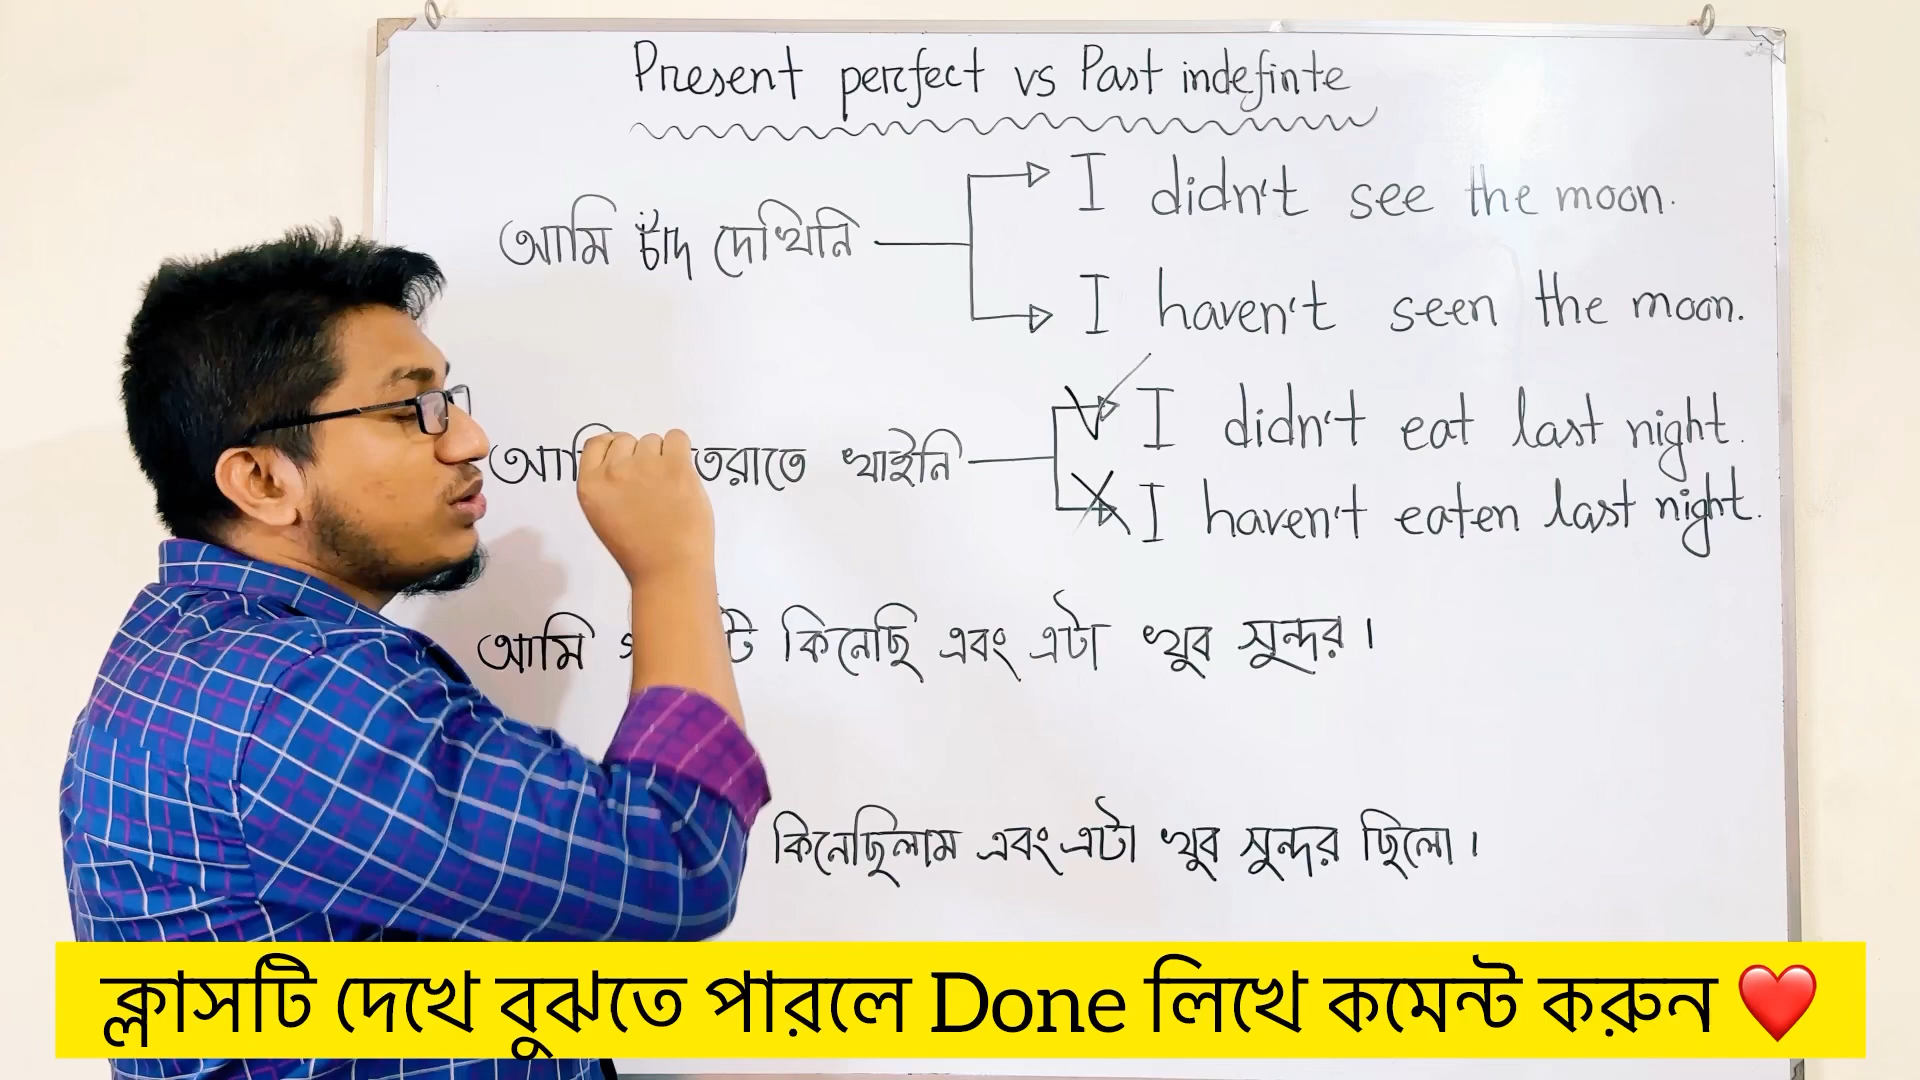 Present perfect vs Past indefinte
আমি চাঁদ দেখিনি
I didn't see the moon.
I haven't seen the moon.
তরাতে খাইনি
I didn't eat last night.
I haven't eaten last night.
আমি টি কিনেছি এবং এটা খুব সুন্দর।
কিনেছিলাম এবং এটা খুব সুন্দর ছিলো।
ক্লাসটি দেখে বুঝতে পারলে Done লিখে কমেন্ট করুন ❤️